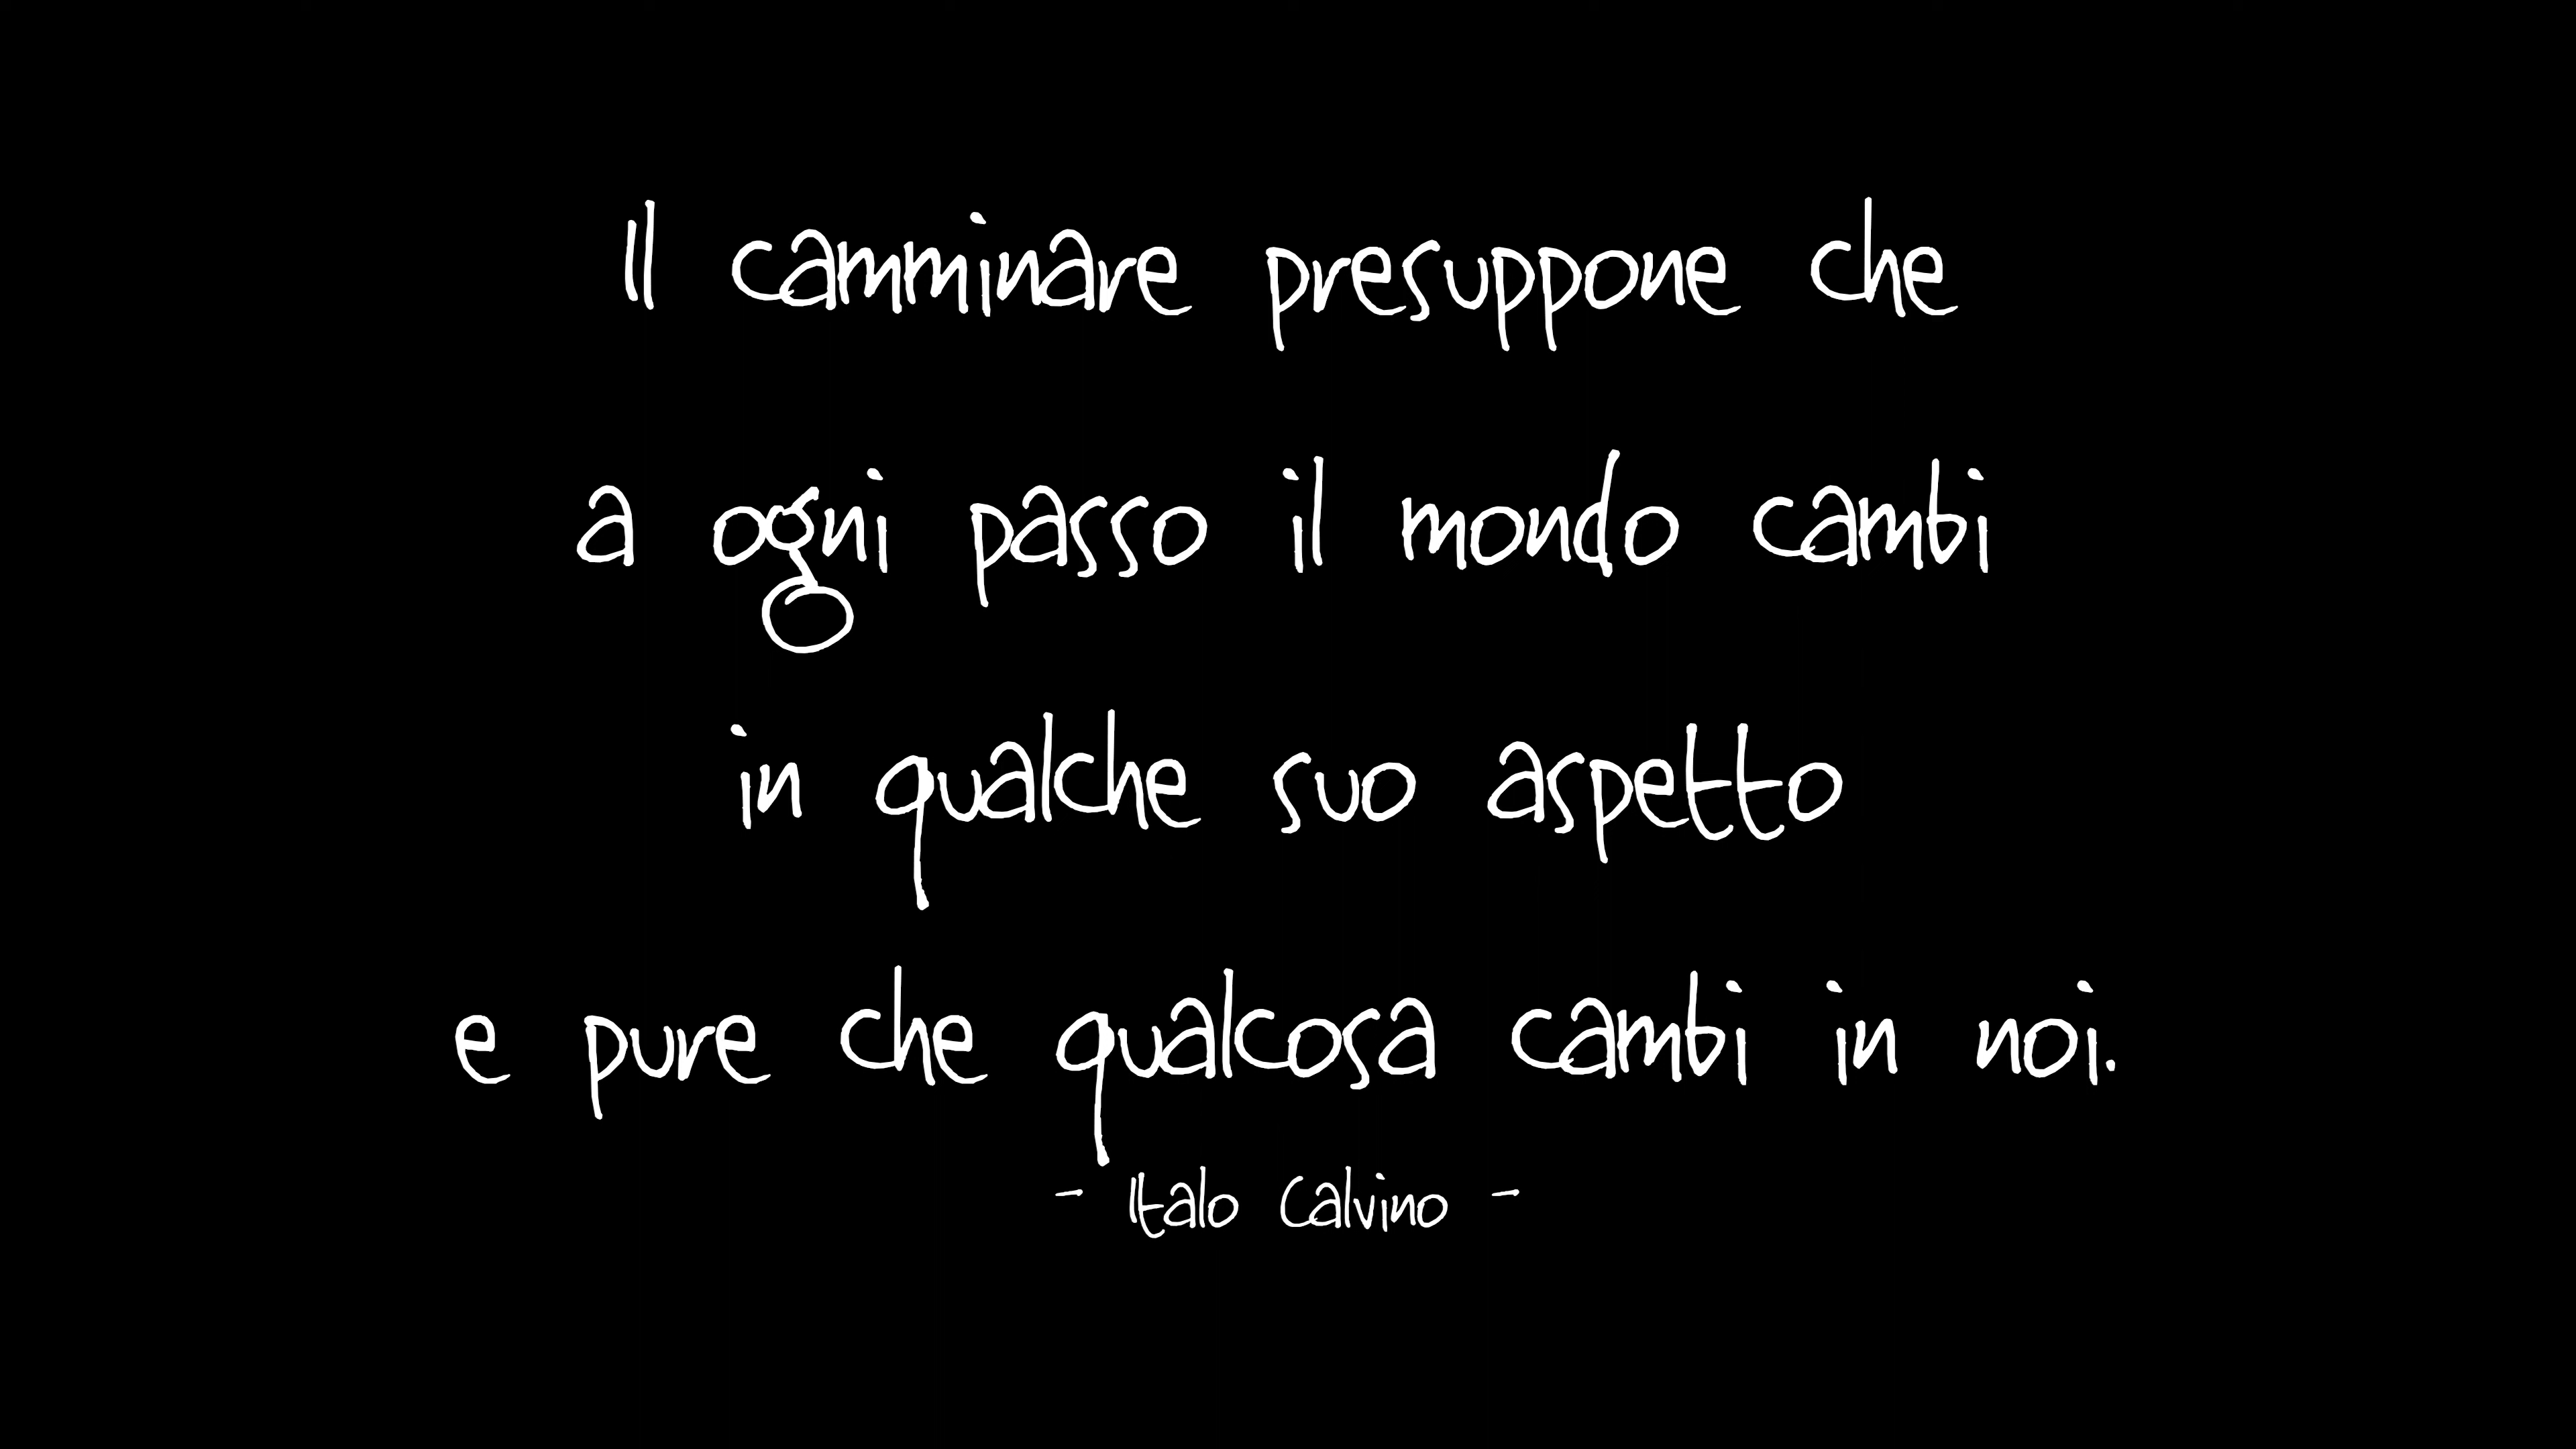 Il camminare presuppone che
a ogni passo il mondo cambi
in qualche suo aspetto
e pure che qualcosa cambi in noi.
- Italo Calvino -